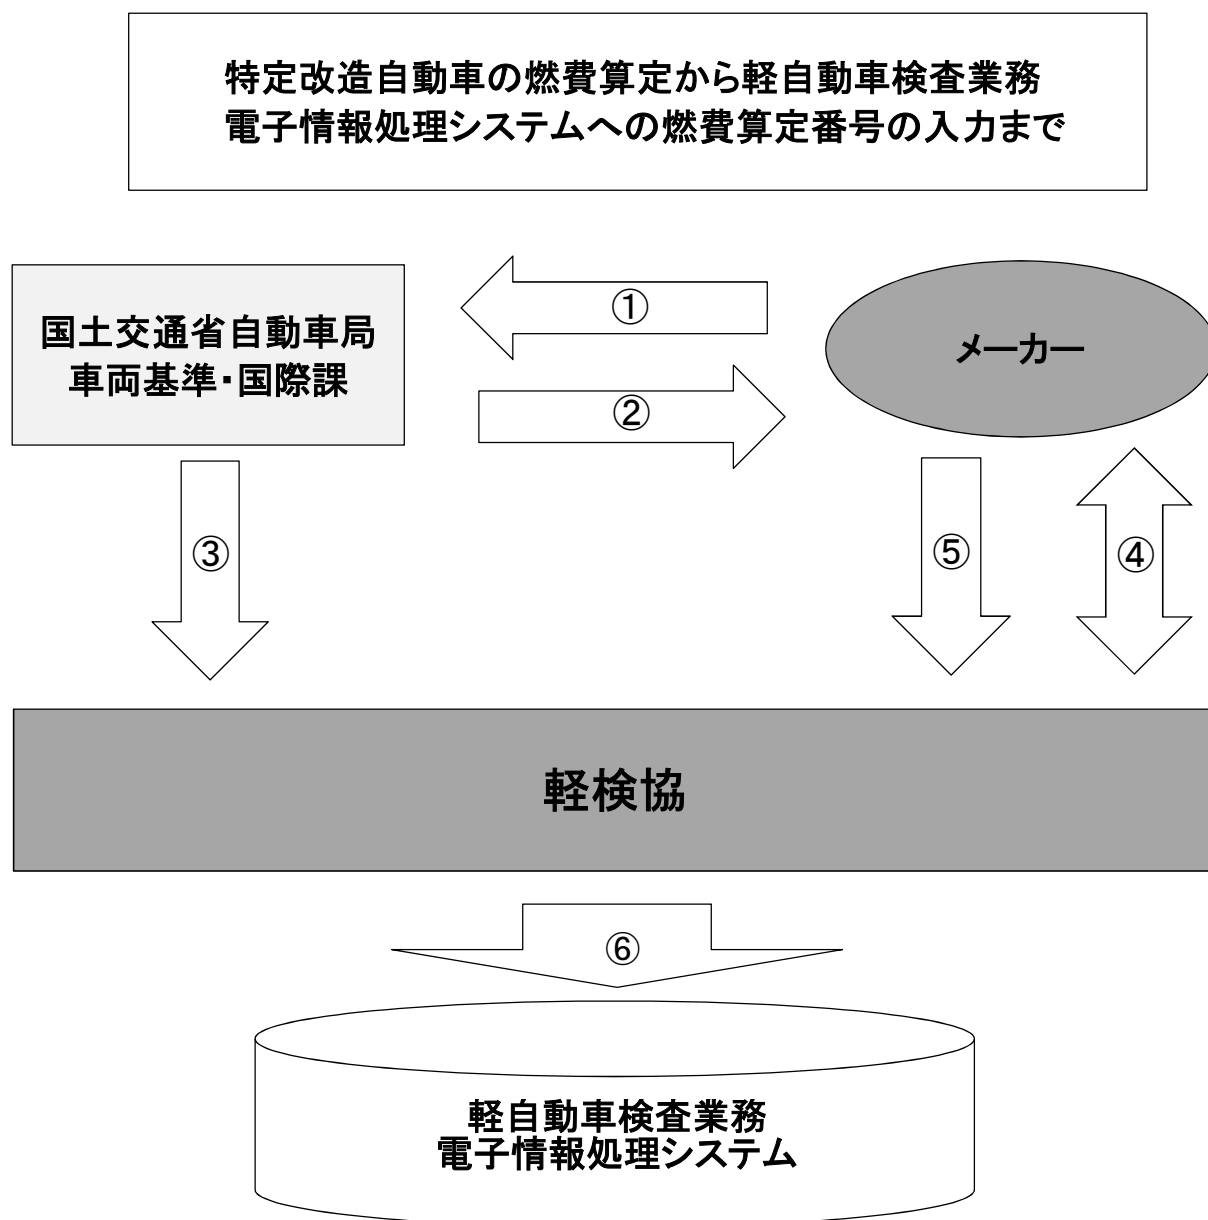 特定改造自動車の燃費算定から軽自動車検査業務
電子情報処理システムへの燃費算定番号の入力まで
国土交通省自動車局
車両基準・国際課
①
メーカー
②
③
⑤
④
軽検協
⑥
軽自動車検査業務
電子情報処理システム